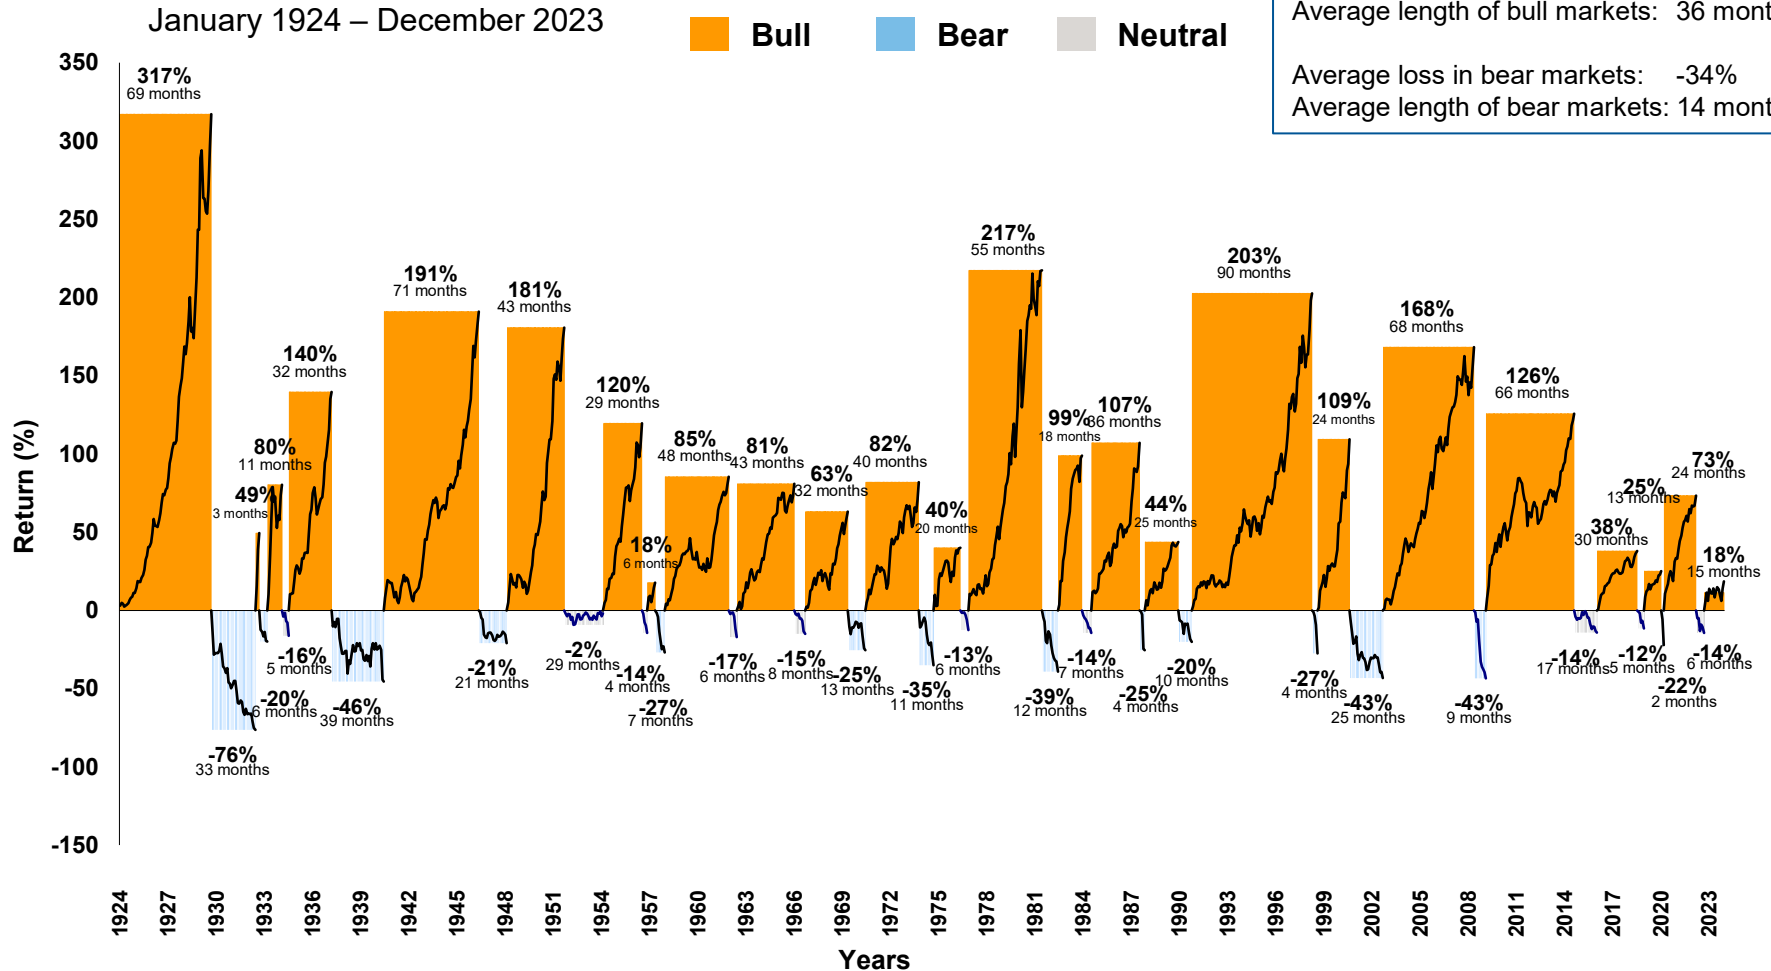 January 1924 – December 2023
Bull
Bear
Neutral
Average length of bull markets: 36 mont
Average loss in bear markets: -34%
Average length of bear markets: 14 mont
Return (%)
350
300
250
200
150
100
50
0
-50
-100
-150
317%
69 months
49%
3 months
80%
11 months
140%
32 months
191%
71 months
181%
43 months
120%
29 months
18%
6 months
85%
48 months
81%
43 months
63%
32 months
82%
40 months
40%
20 months
217%
55 months
99%
18 months
107%
36 months
44%
25 months
203%
90 months
109%
24 months
168%
68 months
126%
66 months
38%
30 months
25%
13 months
73%
24 months
18%
15 months
-76%
33 months
-20%
6 months
-16%
5 months
-46%
39 months
-21%
21 months
-2%
29 months
-14%
4 months
-27%
7 months
-17%
6 months
-15%
8 months
-25%
13 months
-35%
11 months
-13%
6 months
-39%
12 months
-14%
7 months
-25%
4 months
-20%
10 months
-27%
4 months
-43%
25 months
-43%
9 months
-14%
17 months
-12%
5 months
-22%
2 months
-14%
6 months
1924 1927 1930 1933 1936 1939 1942 1945 1948 1951 1954 1957 1960 1963 1966 1969 1972 1975 1978 1981 1984 1987 1990 1993 1996 1999 2002 2005 2008 2011 2014 2017 2020 2023
Years